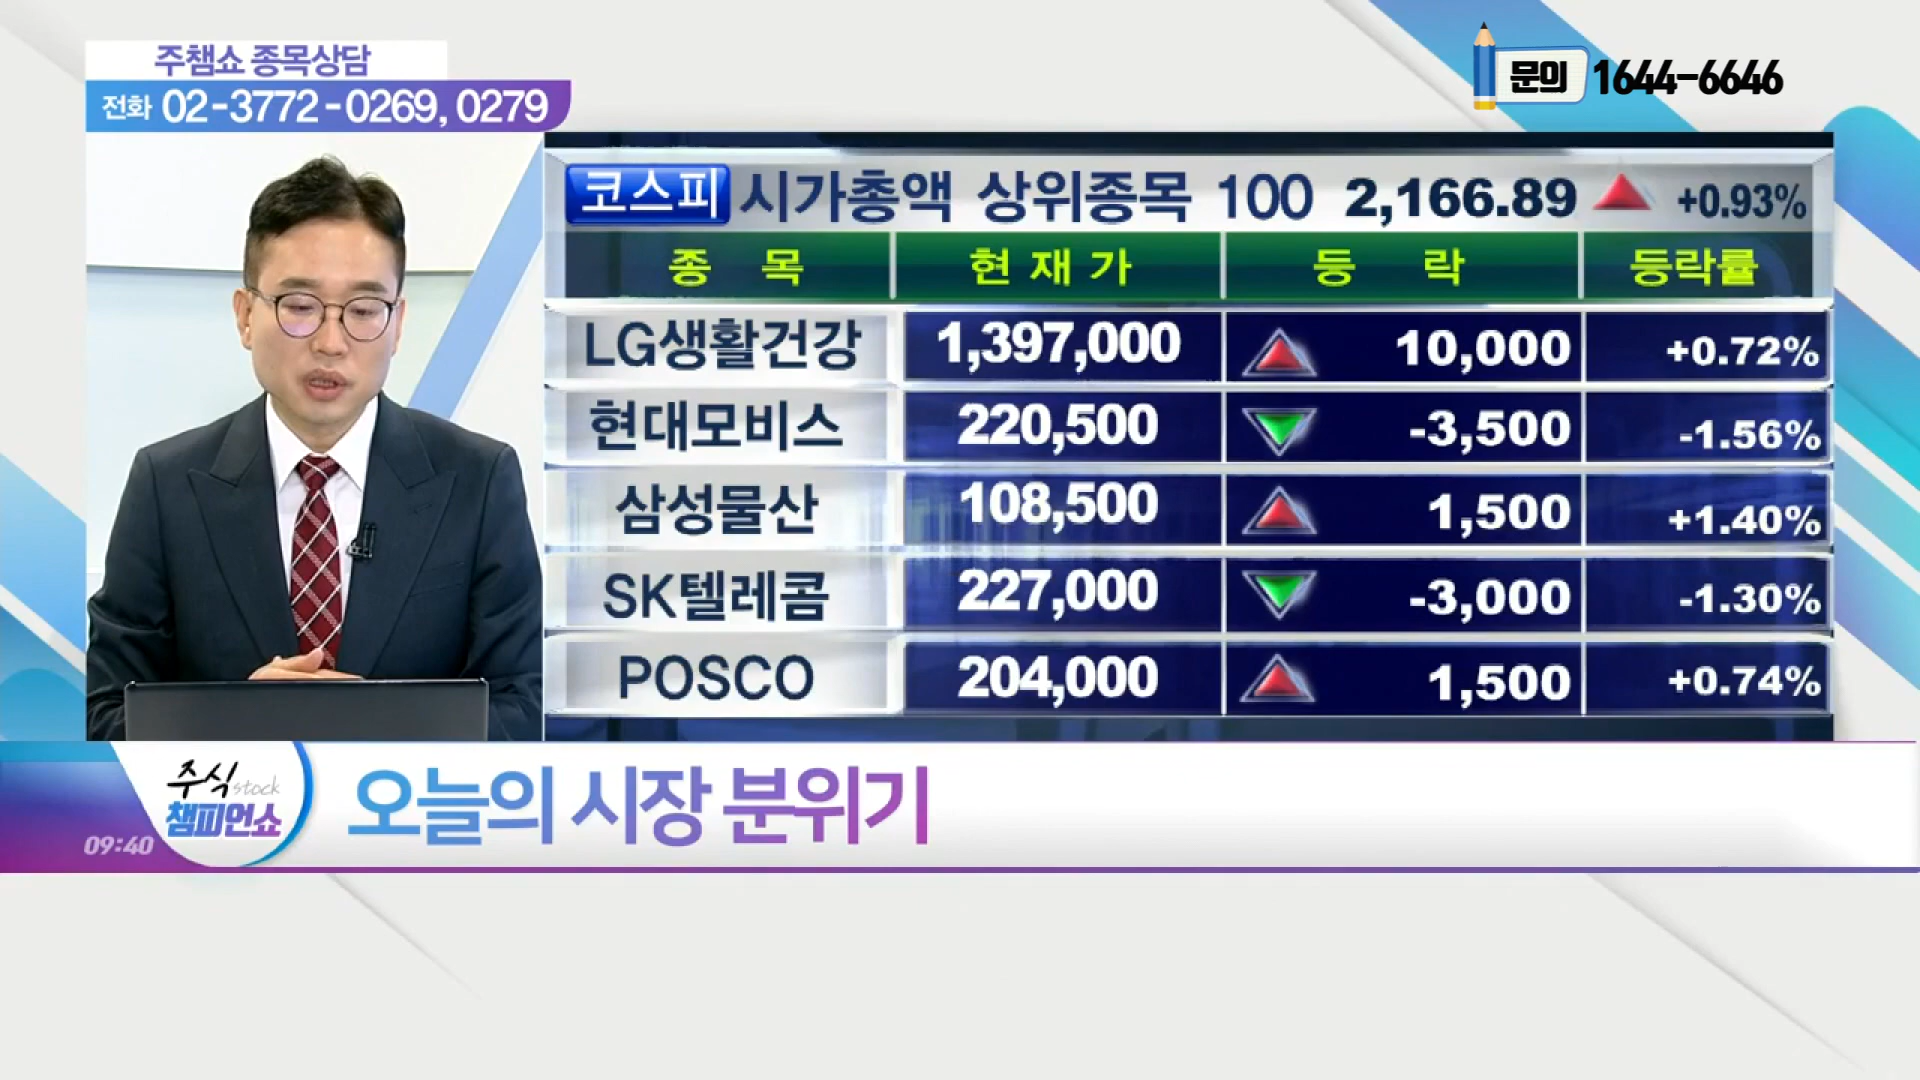 주챔쇼 종목상담
전화 02-3772-0269, 0279
문의 1644-6646
코스피 시가총액 상위종목 100 2,166.89 ▲ +0.93%
종 목 현재가 등 락 등락률
LG생활건강 1,397,000 ▲ 10,000 +0.72%
현대모비스 220,500 ▼ -3,500 -1.56%
삼성물산 108,500 ▲ 1,500 +1.40%
SK텔레콤 227,000 ▼ -3,000 -1.30%
POSCO 204,000 ▲ 1,500 +0.74%
주식 stock
챔피언쇼
09:40
오늘의 시장 분위기